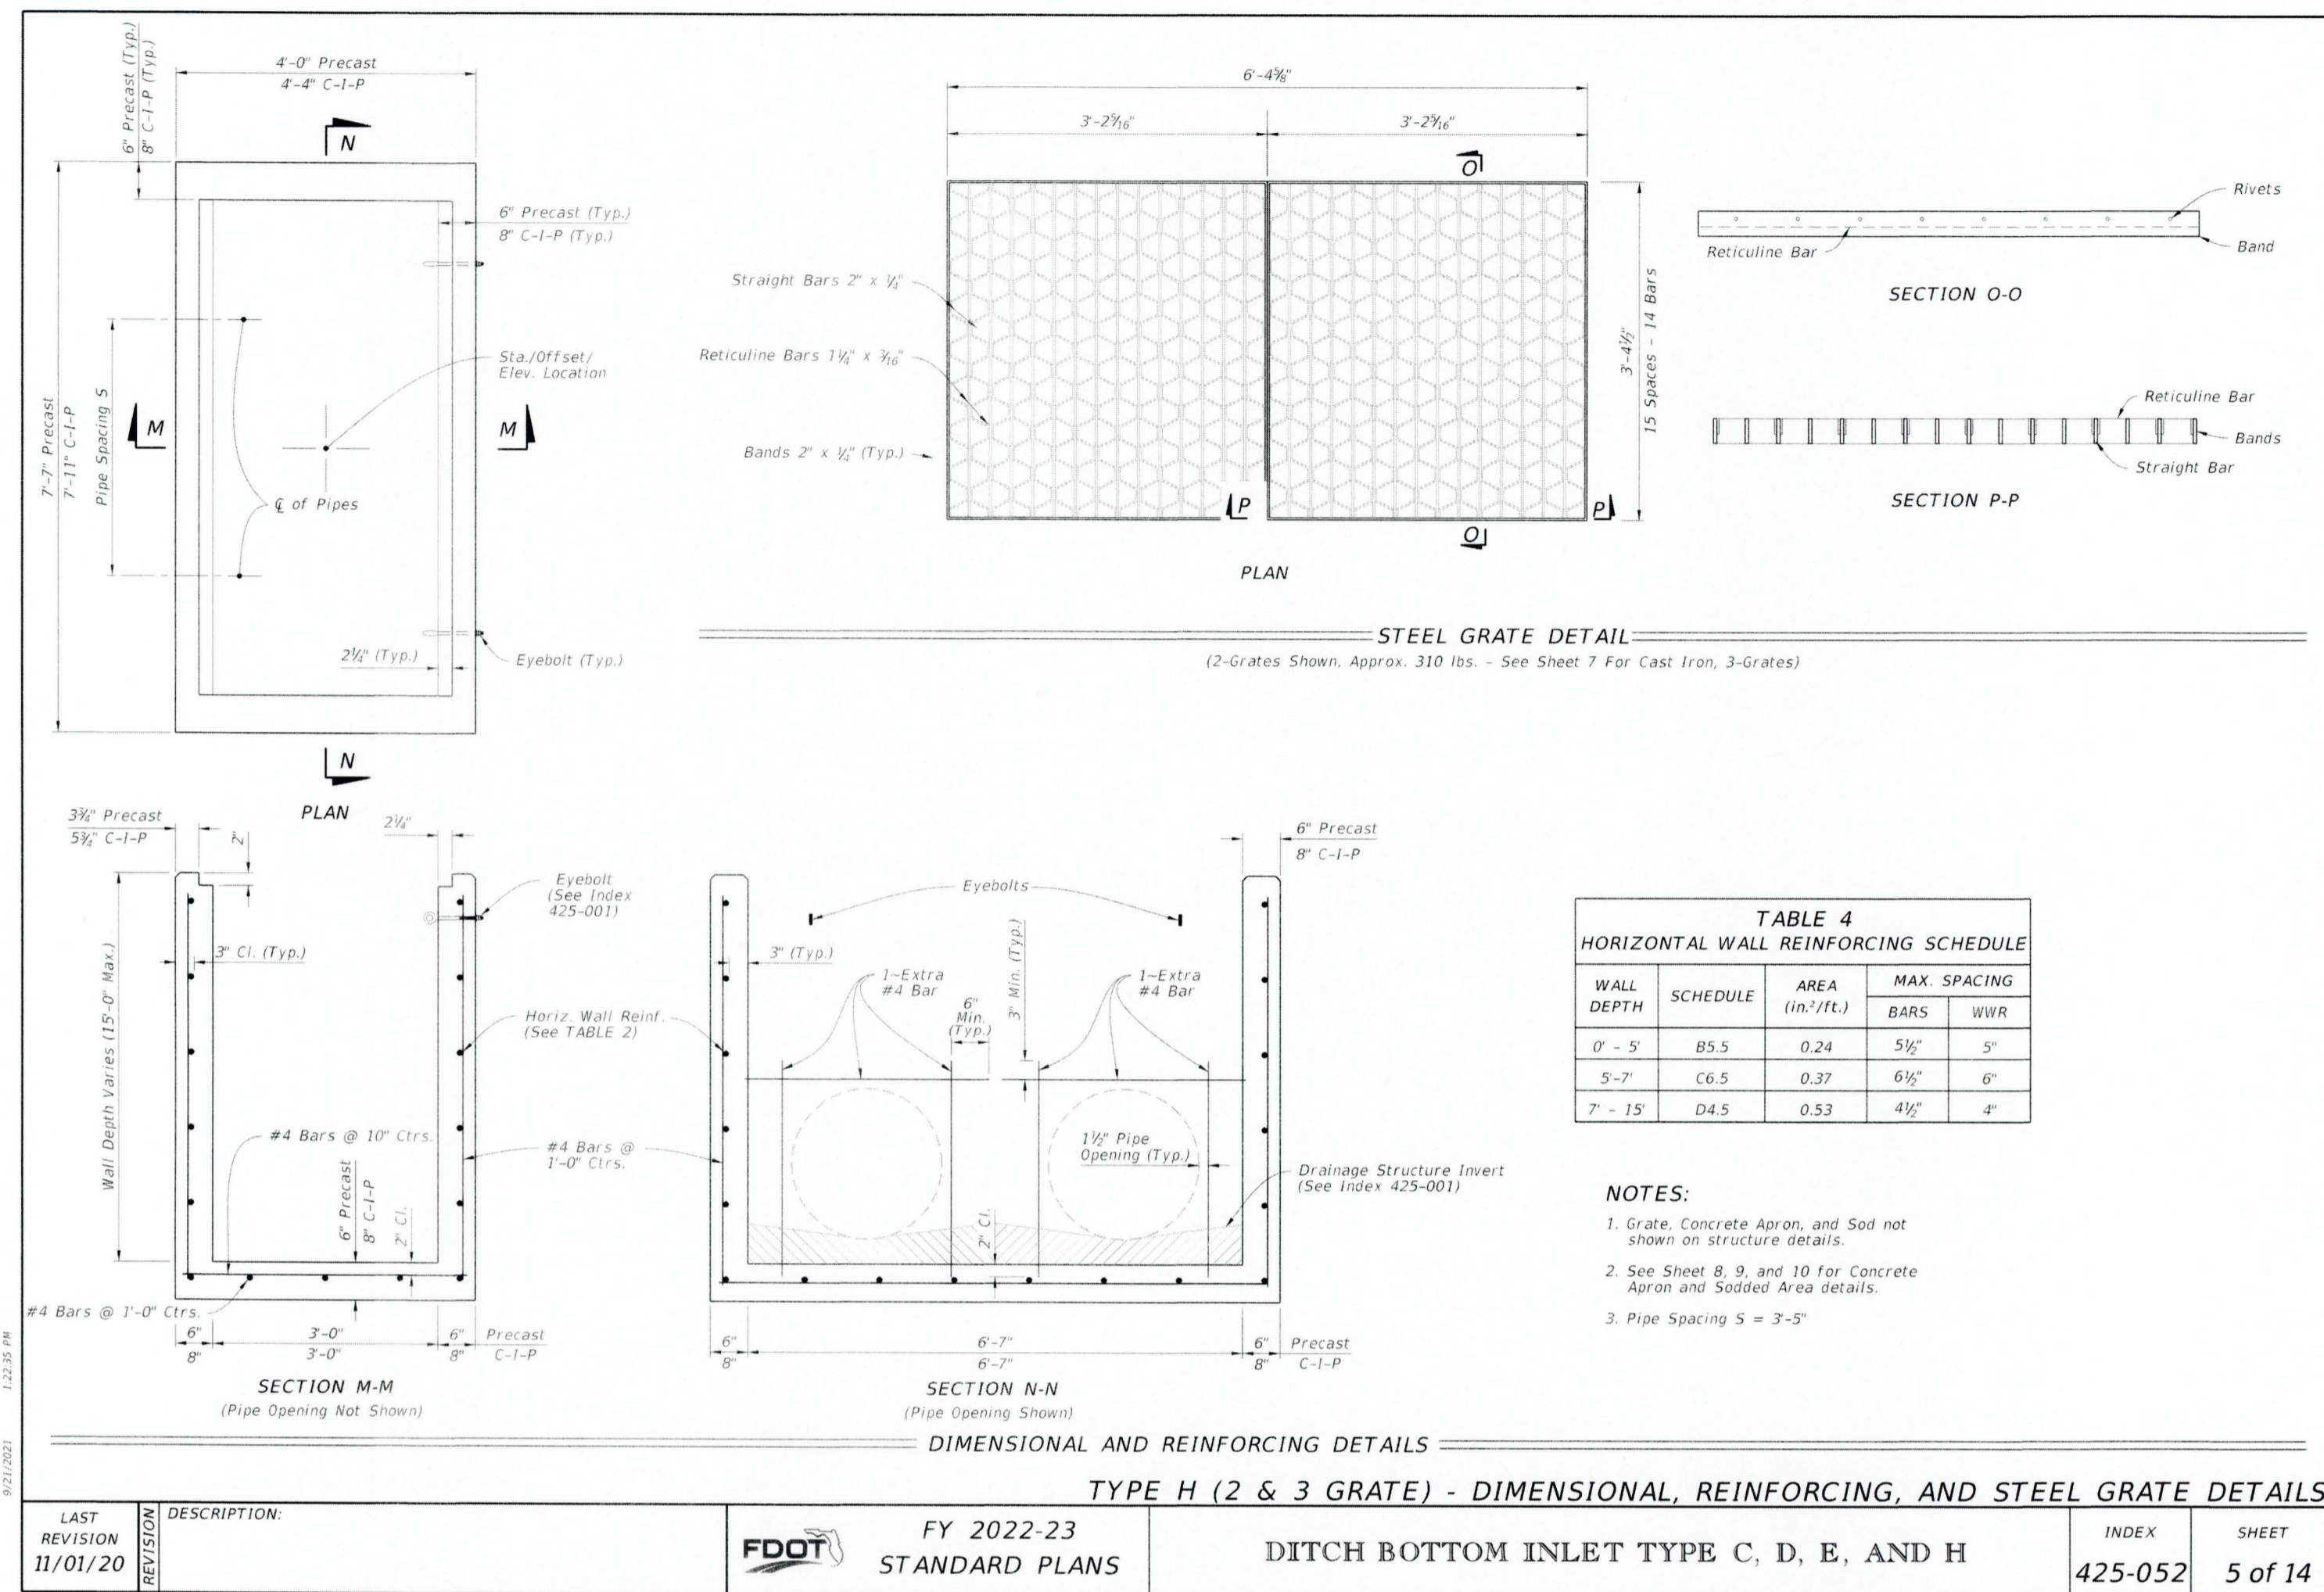 6" Precast (Typ.)
8" C-I-P (Typ.)
4'-0" Precast
4'-4" C-I-P
N
6" Precast (Typ.)
8" C-I-P (Typ.)
Sta./Offset/
Elev. Location
M
M
7'-7" Precast
7'-11" C-I-P
Pipe Spacing S
℄ of Pipes
2¼" (Typ.)
Eyebolt (Typ.)
N
PLAN
6'-4⅝"
3'-2⁵⁄₁₆"
3'-2⁵⁄₁₆"
O
Straight Bars 2" x ¼"
Reticuline Bars 1¼" x ³⁄₁₆"
Bands 2" x ¼" (Typ.)
3'-4½"
15 Spaces - 14 Bars
P
P
O
PLAN
Rivets
Reticuline Bar
Band
SECTION O-O
Reticuline Bar
Bands
Straight Bar
SECTION P-P
STEEL GRATE DETAIL
(2-Grates Shown, Approx. 310 lbs. - See Sheet 7 For Cast Iron, 3-Grates)
3¾" Precast
5¾" C-I-P
2"
2¼"
Eyebolt
(See Index
425-001)
Wall Depth Varies (15'-0" Max.)
3" Cl. (Typ.)
Horiz. Wall Reinf.
(See TABLE 2)
#4 Bars @ 10" Ctrs.
6" Precast
8" C-I-P
2" Cl.
#4 Bars @
1'-0" Ctrs.
#4 Bars @ 1'-0" Ctrs.
6"
3'-0"
6"
Precast
8"
3'-0"
8"
C-I-P
SECTION M-M
(Pipe Opening Not Shown)
6" Precast
8" C-I-P
Eyebolts
3" (Typ.)
1~Extra
#4 Bar
6"
Min.
(Typ.)
3" Min. (Typ.)
1~Extra
#4 Bar
1½" Pipe
Opening (Typ.)
Drainage Structure Invert
(See Index 425-001)
2" Cl.
6"
6'-7"
6"
Precast
8"
6'-7"
8"
C-I-P
SECTION N-N
(Pipe Opening Shown)
TABLE 4
HORIZONTAL WALL REINFORCING SCHEDULE
WALL DEPTH SCHEDULE AREA (in.²/ft.) MAX. SPACING
BARS WWR
0' - 5' B5.5 0.24 5½" 5"
5'-7' C6.5 0.37 6½" 6"
7' - 15' D4.5 0.53 4½" 4"
NOTES:
1. Grate, Concrete Apron, and Sod not
shown on structure details.
2. See Sheet 8, 9, and 10 for Concrete
Apron and Sodded Area details.
3. Pipe Spacing S = 3'-5"
DIMENSIONAL AND REINFORCING DETAILS
TYPE H (2 & 3 GRATE) - DIMENSIONAL, REINFORCING, AND STEEL GRATE DETAILS
9/21/2021 1:22:35 PM
LAST
REVISION
11/01/20
REVISION
DESCRIPTION:
FDOT
FY 2022-23
STANDARD PLANS
DITCH BOTTOM INLET TYPE C, D, E, AND H
INDEX
425-052
SHEET
5 of 14